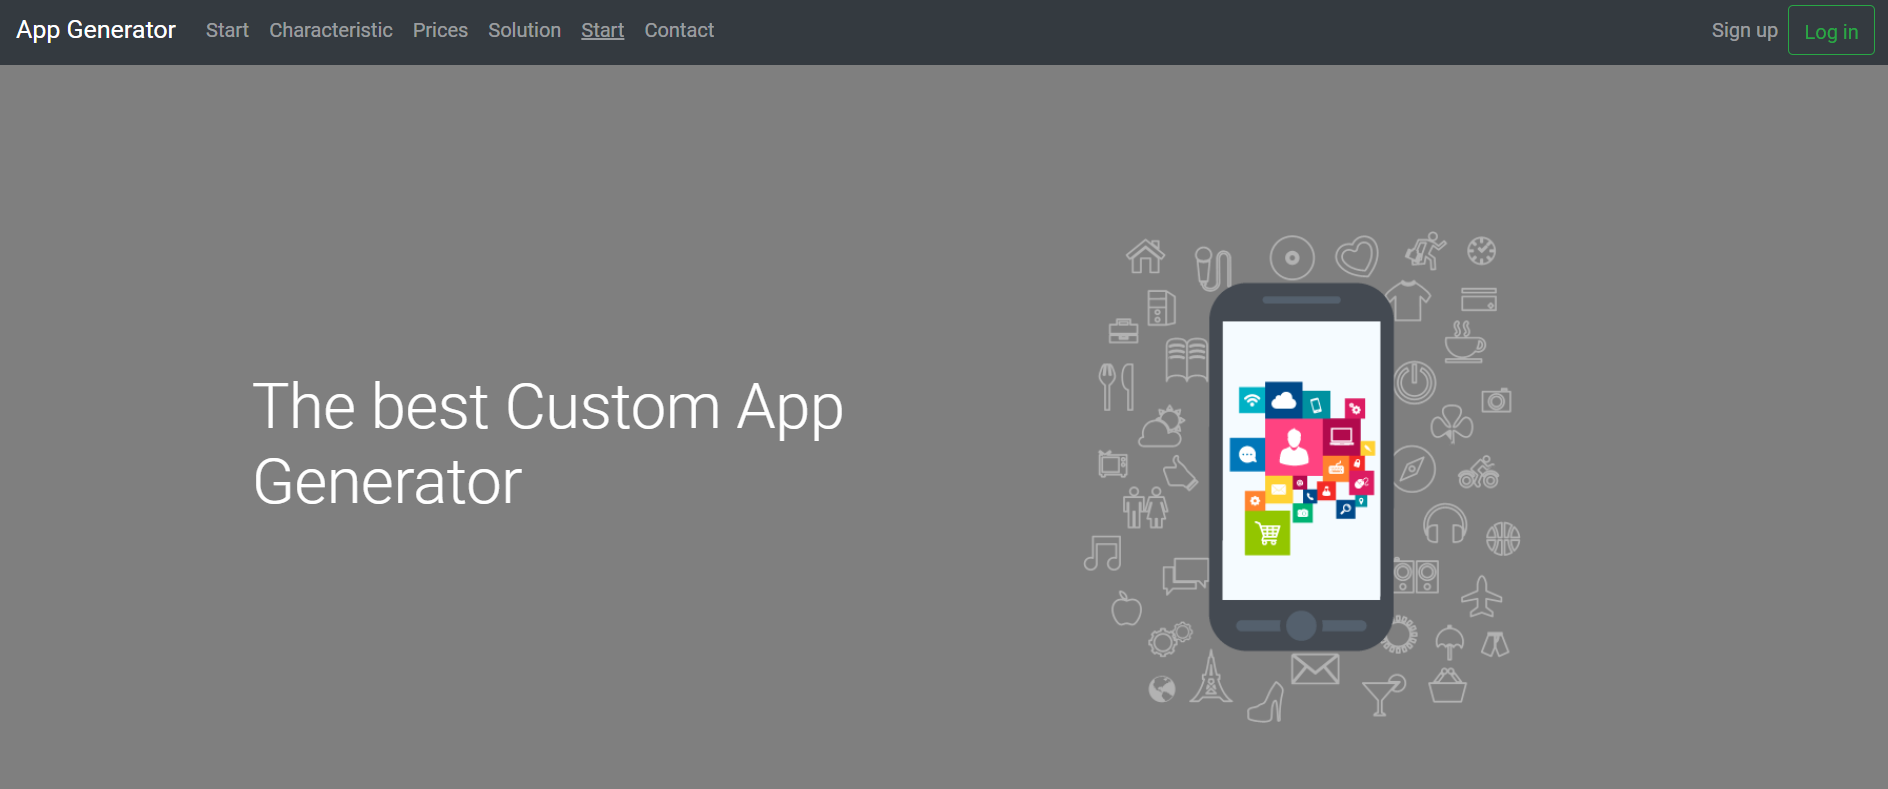 App Generator Start Characteristic Prices Solution Start Contact Sign up Log in
The best Custom App
Generator